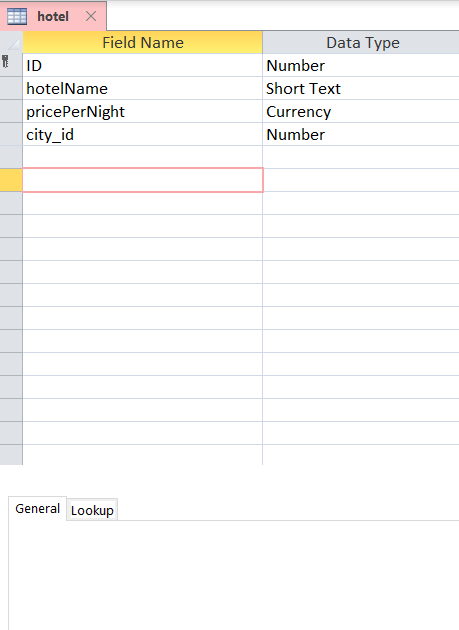 hotel
Field Name Data Type
ID Number
hotelName Short Text
pricePerNight Currency
city_id Number
General Lookup